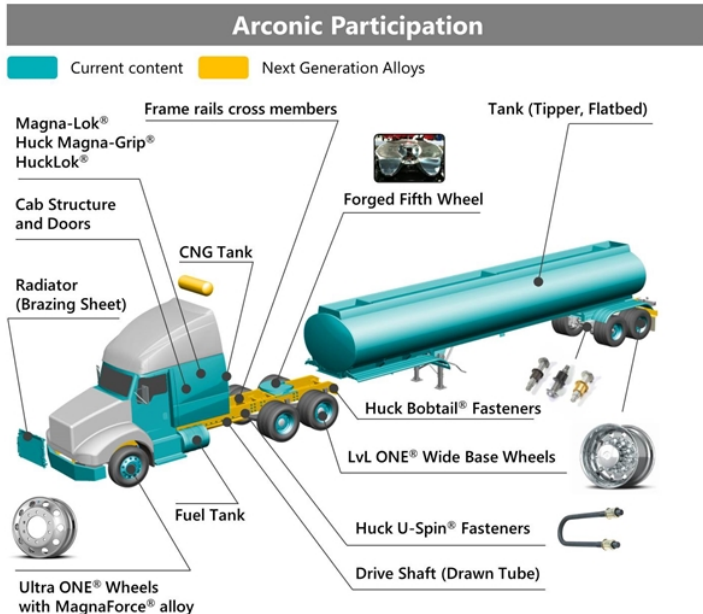 Arconic Participation
Current content
Next Generation Alloys
Magna-Lok®
Huck Magna-Grip®
HuckLok®
Frame rails cross members
Tank (Tipper, Flatbed)
Forged Fifth Wheel
Cab Structure
and Doors
CNG Tank
Radiator
(Brazing Sheet)
Huck Bobtail® Fasteners
LvL ONE® Wide Base Wheels
Fuel Tank
Huck U-Spin® Fasteners
Drive Shaft (Drawn Tube)
Ultra ONE® Wheels
with MagnaForce® alloy